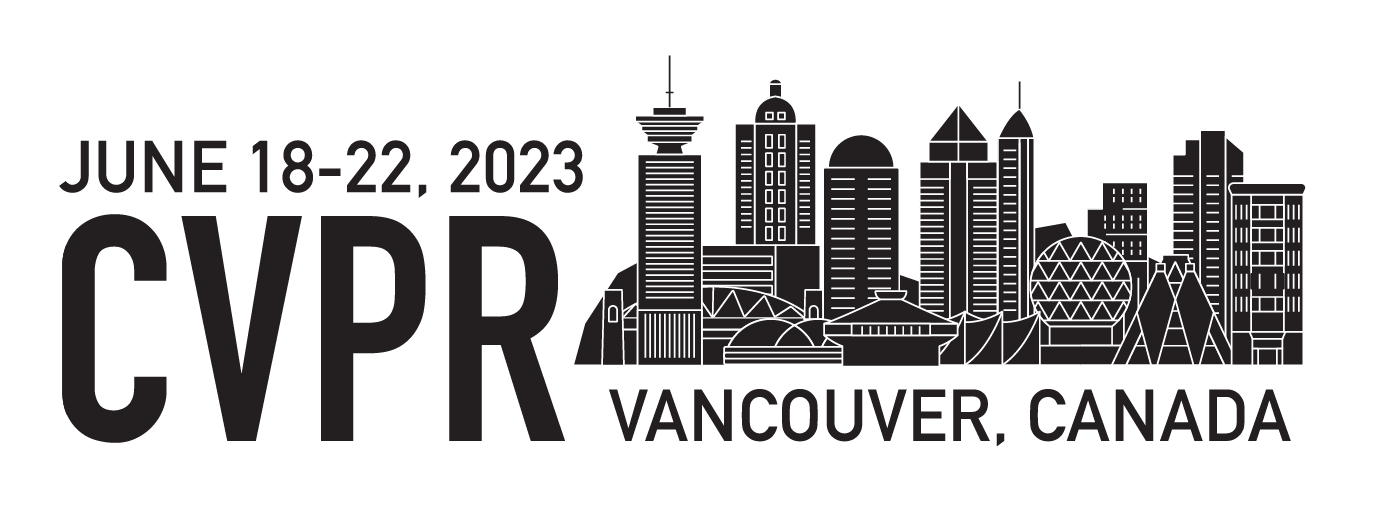 JUNE 18-22, 2023
CVPR
VANCOUVER, CANADA